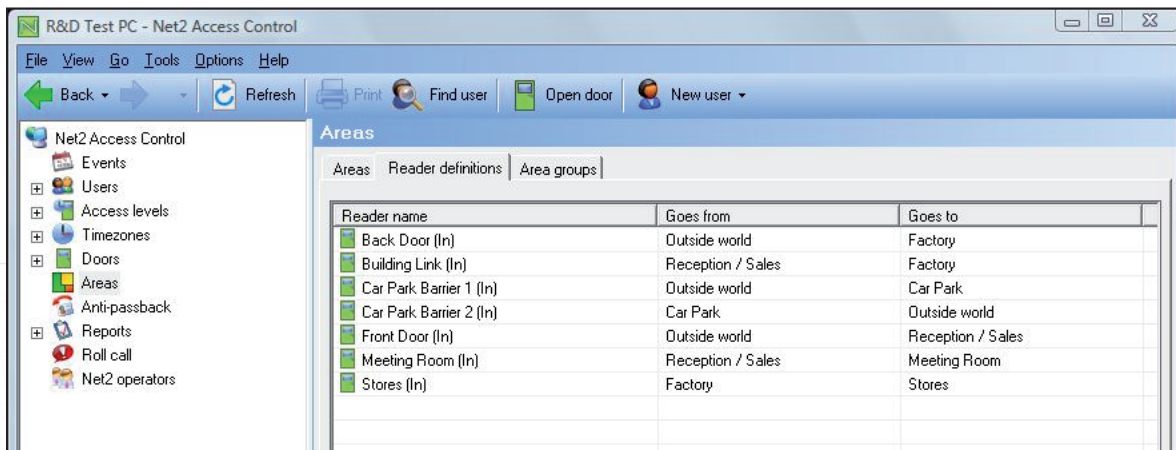 R&D Test PC - Net2 Access Control
File View Go Tools Options Help
Back Refresh Print Find user Open door New user
Net2 Access Control
Events
Users
Access levels
Timezones
Doors
Areas
Anti-passback
Reports
Roll call
Net2 operators
Areas
Areas Reader definitions Area groups
Reader name Goes from Goes to
Back Door (In) Outside world Factory
Building Link (In) Reception / Sales Factory
Car Park Barrier 1 (In) Outside world Car Park
Car Park Barrier 2 (In) Car Park Outside world
Front Door (In) Outside world Reception / Sales
Meeting Room (In) Reception / Sales Meeting Room
Stores (In) Factory Stores